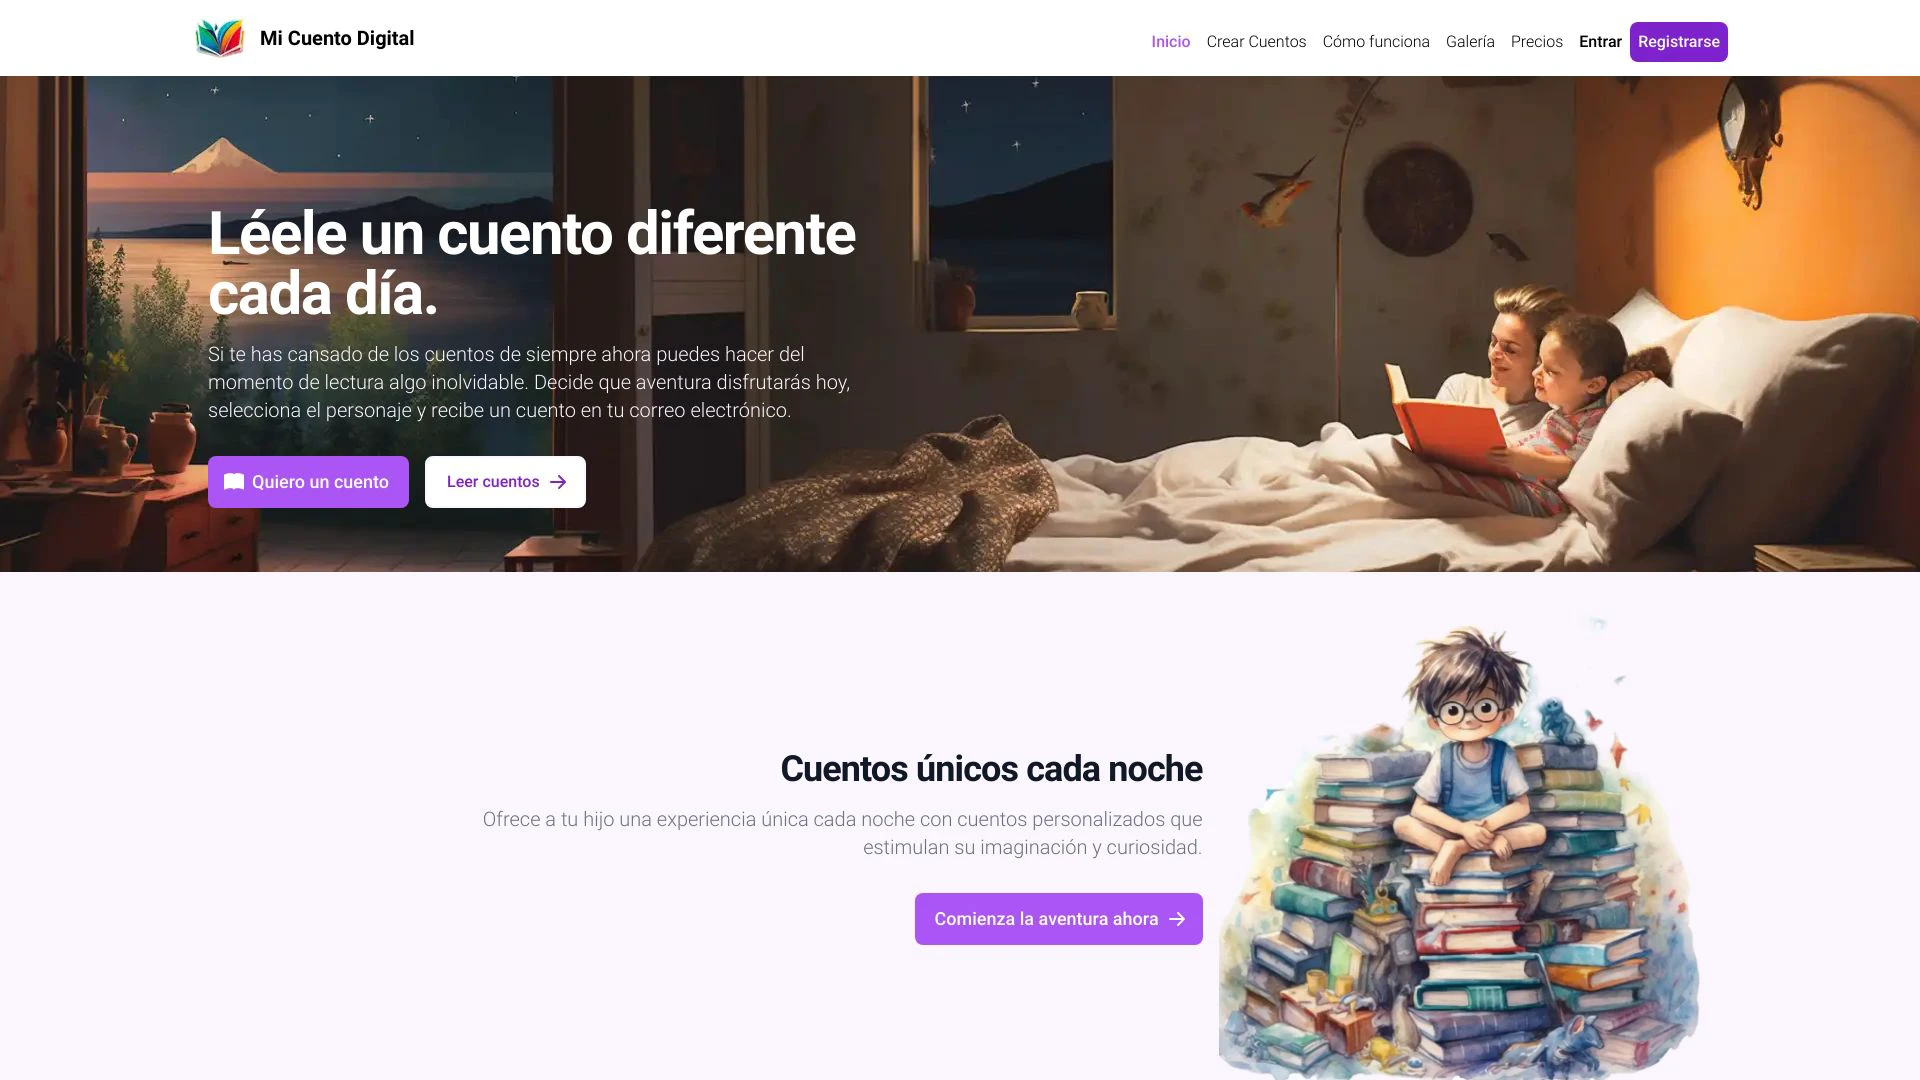 Mi Cuento Digital
Inicio Crear Cuentos Cómo funciona Galería Precios Entrar Registrarse
Léele un cuento diferente
cada día.
Si te has cansado de los cuentos de siempre ahora puedes hacer del
momento de lectura algo inolvidable. Decide que aventura disfrutarás hoy,
selecciona el personaje y recibe un cuento en tu correo electrónico.
Quiero un cuento
Leer cuentos
Cuentos únicos cada noche
Ofrece a tu hijo una experiencia única cada noche con cuentos personalizados que
estimulan su imaginación y curiosidad.
Comienza la aventura ahora